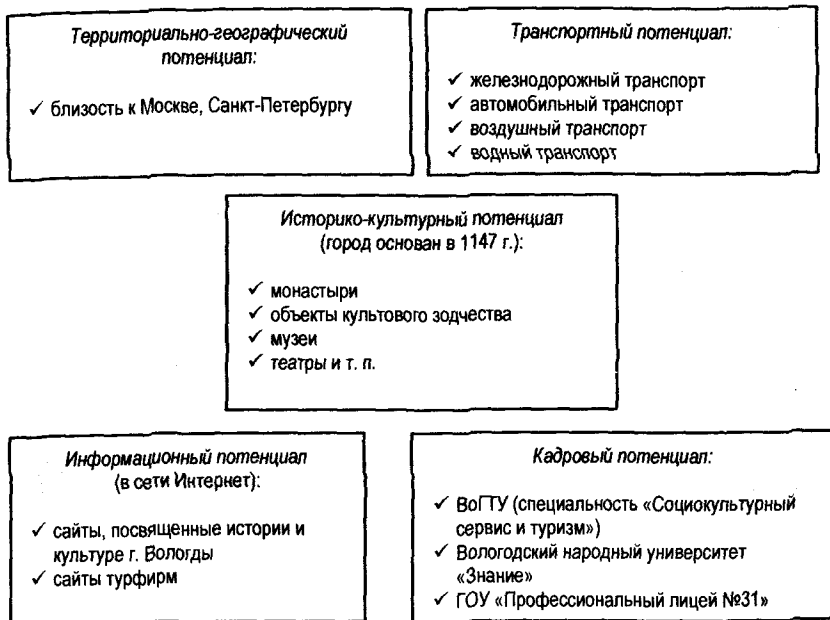 Территориально-географический
потенциал:
✓ близость к Москве, Санкт-Петербургу
Транспортный потенциал:
✓ железнодорожный транспорт
✓ автомобильный транспорт
✓ воздушный транспорт
✓ водный транспорт
Историко-культурный потенциал
(город основан в 1147 г.):
✓ монастыри
✓ объекты культового зодчества
✓ музеи
✓ театры и т. п.
Информационный потенциал
(в сети Интернет):
✓ сайты, посвященные истории и
культуре г. Вологды
✓ сайты турфирм
Кадровый потенциал:
✓ ВоГТУ (специальность «Социокультурный
сервис и туризм»)
✓ Вологодский народный университет
«Знание»
✓ ГОУ «Профессиональный лицей №31»